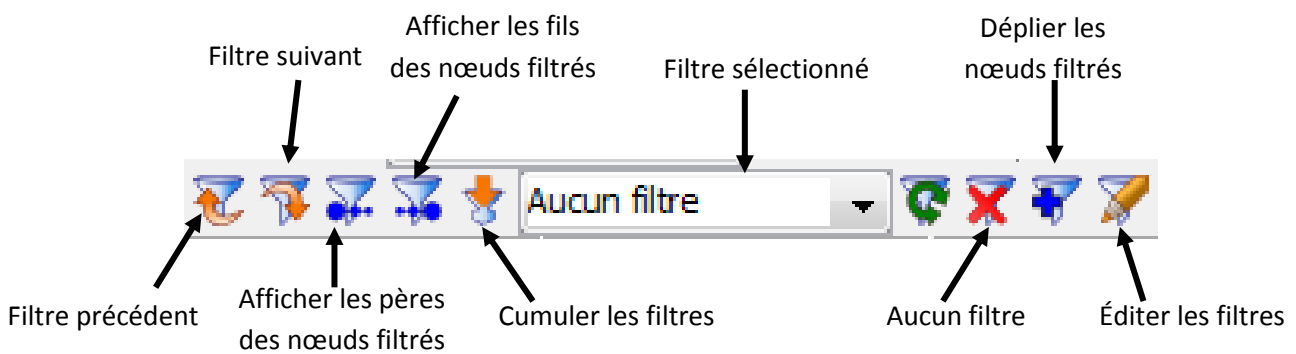 Afficher les fils
des nœuds filtrés
Déplier les
nœuds filtrés
Filtre suivant
Filtre sélectionné
Aucun filtre
Filtre précédent
Afficher les pères
des nœuds filtrés
Cumuler les filtres
Aucun filtre
Éditer les filtres